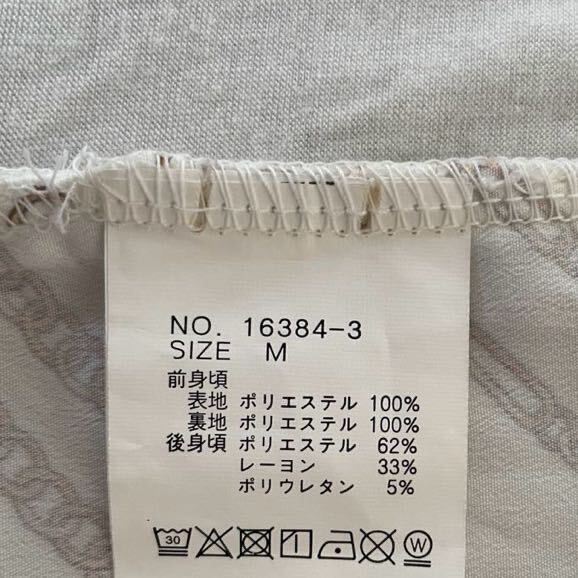 NO. 16384-3
SIZE M
前身頃
表地 ポリエステル 100%
裏地 ポリエステル 100%
後身頃 ポリエステル 62%
レーヨン 33%
ポリウレタン 5%
30 W